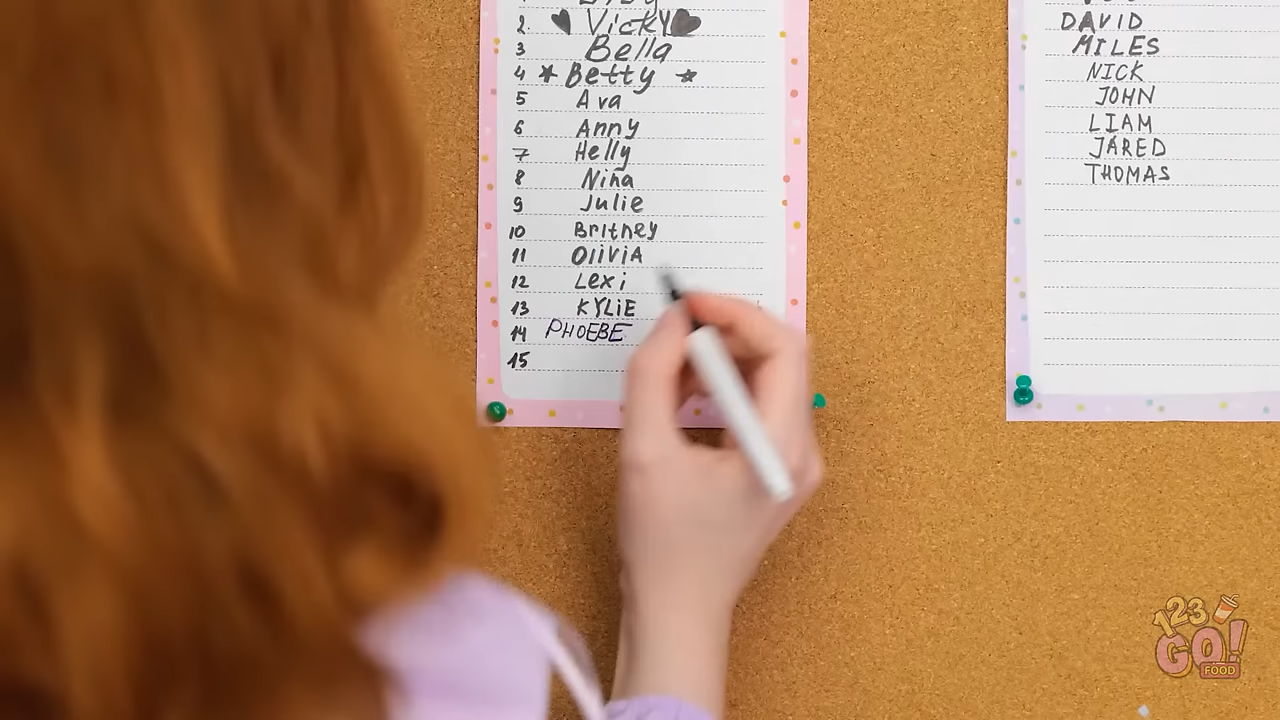 2. Vicky
3 Bella
4 * Betty *
5 Ava
6 Anny
7 Helly
8 Nina
9 Julie
10 Britney
11 OliviA
12 Lexi
13 KYLiE
14 PHOEBE
15
DAVID
MILES
NICK
JOHN
LIAM
JARED
THOMAS
123
GO!
FOOD